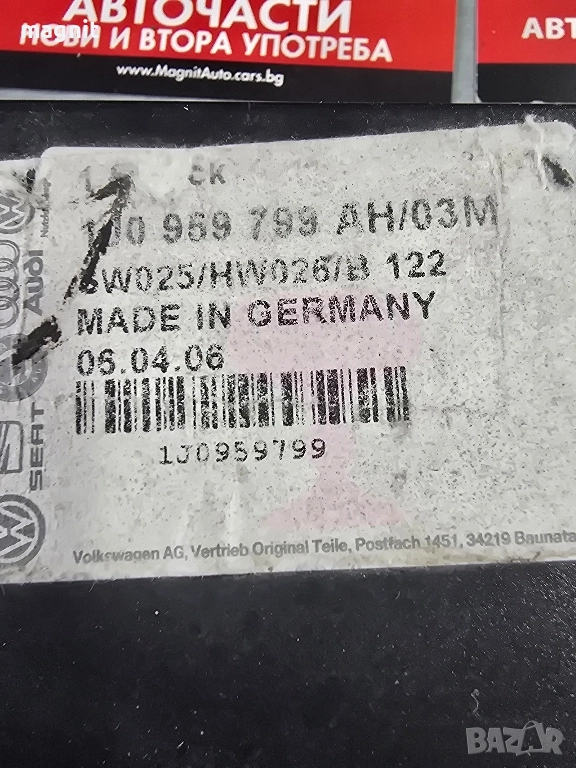 АВТОЧАСТИ
НОВИ И ВТОРА УПОТРЕБА
www.MagnitAuto.cars.bg
АВТ
magnit
1J0 959 799 AH/03M
SW025/HW026/B 122
MADE IN GERMANY
06.04.06
1J0959799
Volkswagen AG, Vertrieb Original Teile, Postfach 1451, 34219 Baunata
Audi
SEAT
BAZAR